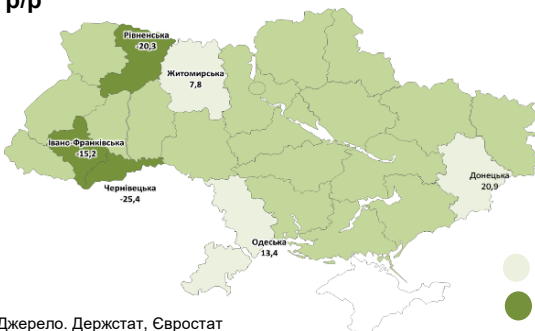 р/р
Рівненська
-20,3
Житомирська
7,8
Івано-Франківська
-15,2
Чернівецька
-25,4
Донецька
20,9
Одеська
13,4
Джерело. Держстат, Євростат